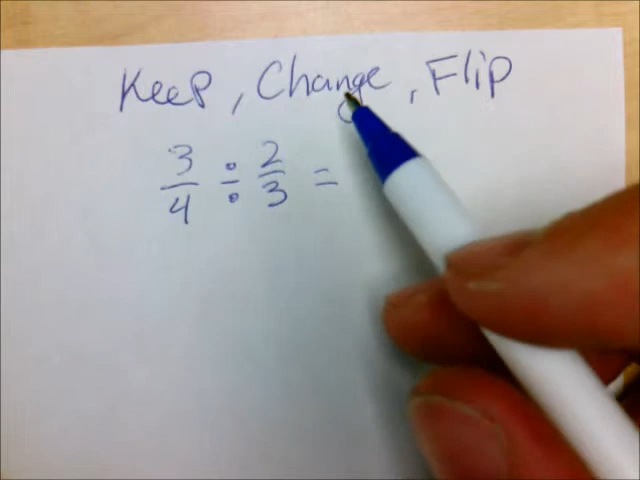 Keep, Change, Flip
3/4 ÷ 2/3 =